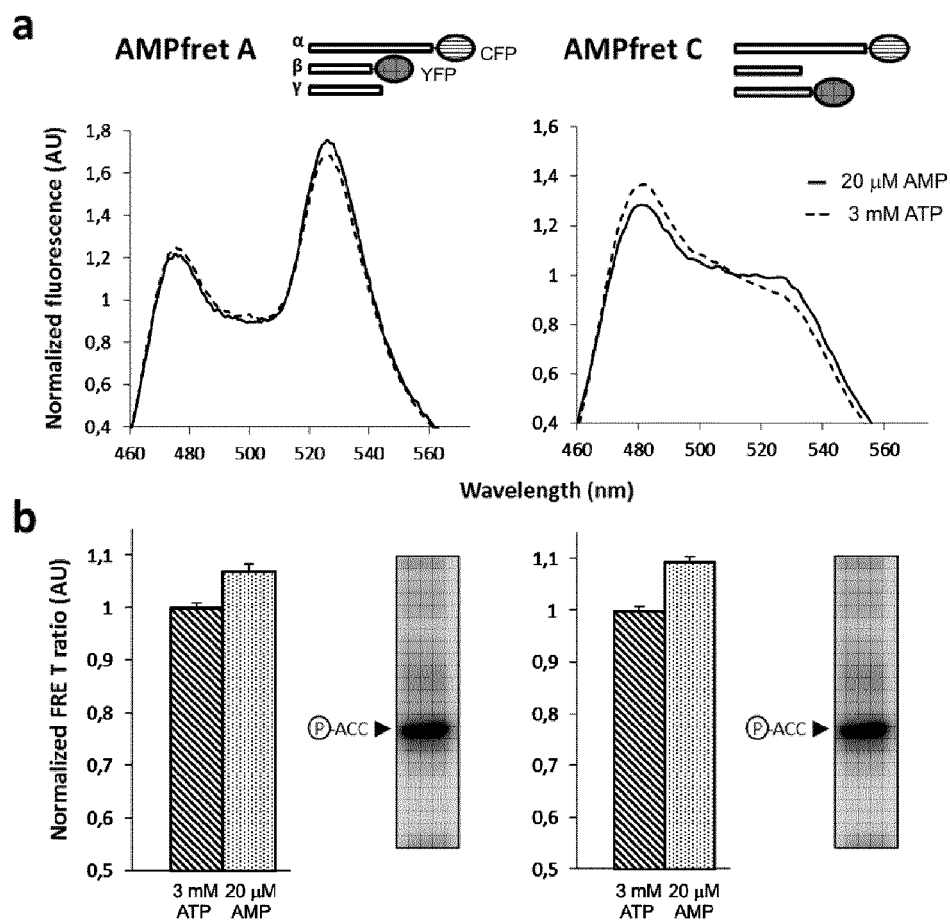 a
AMPfret A
α
β
γ
CFP
YFP
AMPfret C
Normalized fluorescence (AU)
1,8
1,6
1,4
1,2
1
0,8
0,6
0,4
460 480 500 520 540 560
1,6
1,4
1,2
1
0,8
0,6
0,4
460 480 500 520 540 560
20 μM AMP
3 mM ATP
Wavelength (nm)
b
Normalized FRE T ratio (AU)
1,1
1
0,9
0,8
0,7
0,6
0,5
3 mM 20 μM
ATP AMP
P-ACC
1,1
1
0,9
0,8
0,7
0,6
0,5
3 mM 20 μM
ATP AMP
P-ACC